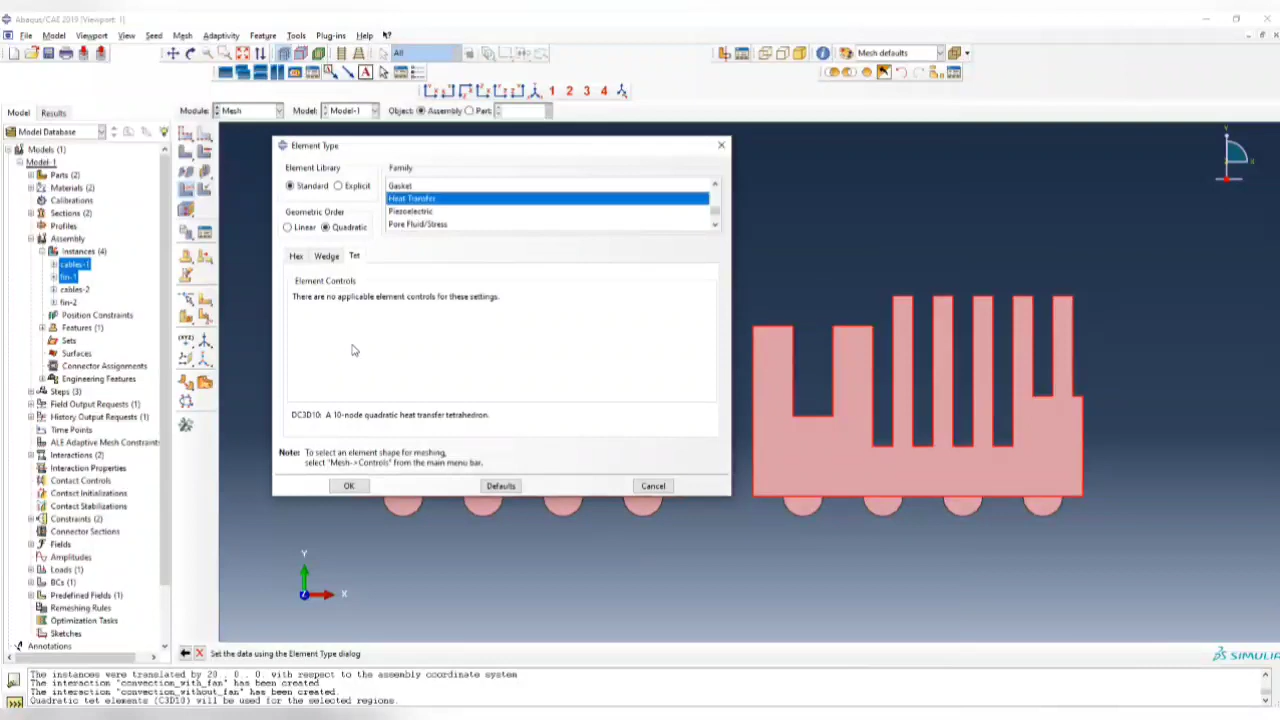 Abaqus/CAE 2019 [Viewport: 1]
File Model Viewport View Seed Mesh Adaptivity Feature Tools Plug-ins Help
All
Mesh defaults
A
1 2 3 4
Model Results
Module: Mesh Model: Model-1 Object: Assembly Part:
Model Database
Models (1)
Model-1
Parts (2)
Materials (2)
Calibrations
Sections (2)
Profiles
Assembly
Instances (4)
cables-1
fin-1
cables-2
fin-2
Position Constraints
Features (1)
Sets
Surfaces
Connector Assignments
Engineering Features
Steps (3)
Field Output Requests (1)
History Output Requests (1)
Time Points
ALE Adaptive Mesh Constraints
Interactions (2)
Interaction Properties
Contact Controls
Contact Initializations
Contact Stabilizations
Constraints (2)
Connector Sections
Fields
Amplitudes
Loads (1)
BCs (1)
Predefined Fields (1)
Remeshing Rules
Optimization Tasks
Sketches
Annotations
Element Type
Element Library
Standard Explicit
Geometric Order
Linear Quadratic
Family
Gasket
Heat Transfer
Piezoelectric
Pore Fluid/Stress
Hex Wedge Tet
Element Controls
There are no applicable element controls for these settings.
DC3D10: A 10-node quadratic heat transfer tetrahedron.
Note: To select an element shape for meshing,
select "Mesh->Controls" from the main menu bar.
OK Defaults Cancel
Y
X
Z
Set the data using the Element Type dialog
SIMULIA
The instances were translated by 20., 0., 0. with respect to the assembly coordinate system
The interaction "convection_with_fan" has been created.
The interaction "convection_without_fan" has been created.
Quadratic tet elements (C3D10) will be used for the selected regions.